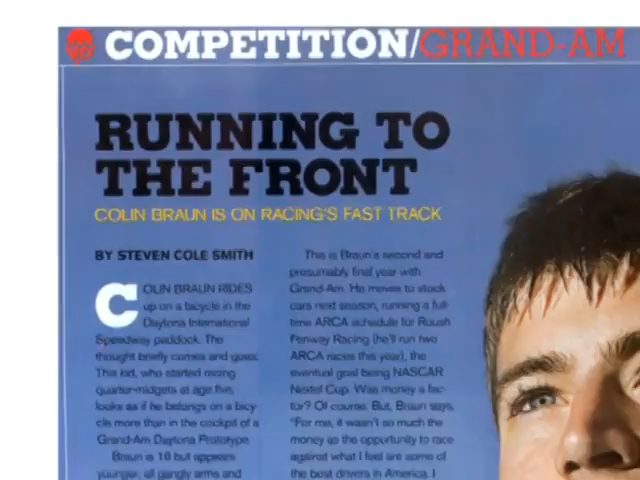 COMPETITION/GRAND-AM
RUNNING TO
THE FRONT
COLIN BRAUN IS ON RACING'S FAST TRACK
BY STEVEN COLE SMITH
COLIN BRAUN RIDES
up on a bicycle in the
Daytona International
Speedway paddock. The
thought briefly comes and goes:
This kid, who started racing
quarter-midgets at age five,
looks as if he belongs on a bicy-
cle more than in the cockpit of a
Grand-Am Daytona Prototype.
Braun is 18 but appears
younger, all gangly arms and
This is Braun's second and
presumably final year with
Grand-Am. He moves to stock
cars next season, running a full-
time ARCA schedule for Roush
Fenway Racing (he'll run two
ARCA races this year), the
eventual goal being NASCAR
Nextel Cup. Was money a fac-
tor? Of course. But, Braun says,
"For me, it wasn't so much the
money as the opportunity to race
against what I feel are some of
the best drivers in America. I